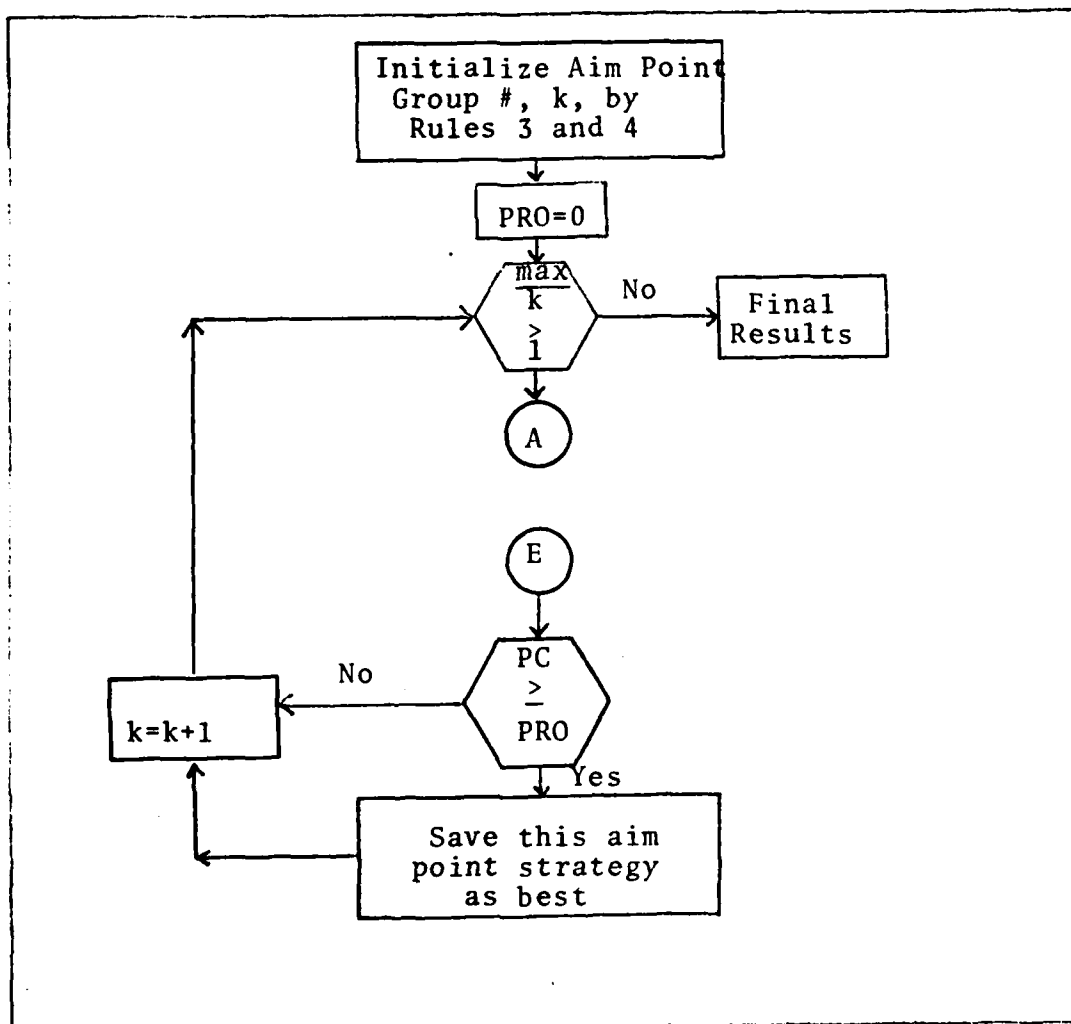 Initialize Aim Point
Group #, k, by
Rules 3 and 4
PRO=0
max
k
>
1
No
Final
Results
A
E
PC
≥
PRO
No
k=k+1
Yes
Save this aim
point strategy
as best